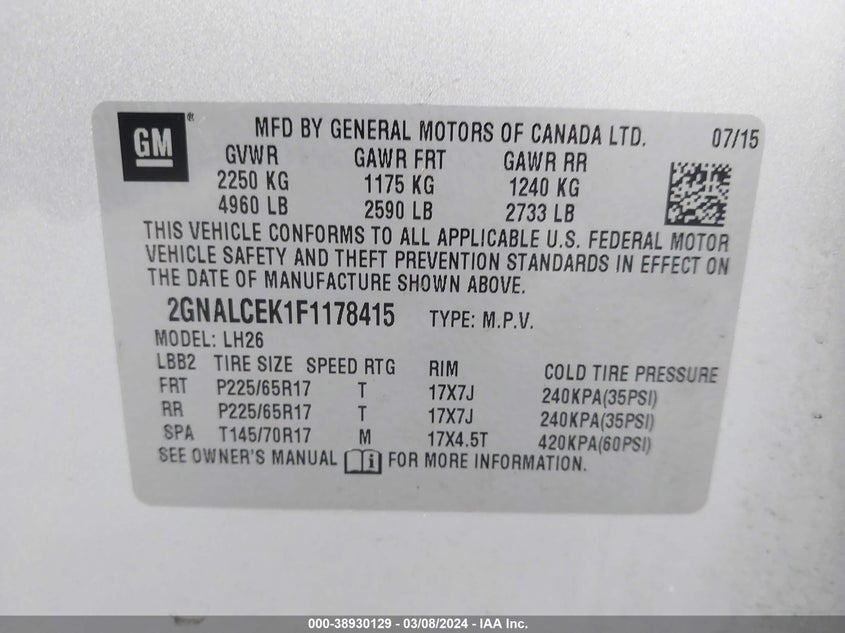 GM ®
MFD BY GENERAL MOTORS OF CANADA LTD. 07/15
GVWR GAWR FRT GAWR RR
2250 KG 1175 KG 1240 KG
4960 LB 2590 LB 2733 LB
THIS VEHICLE CONFORMS TO ALL APPLICABLE U.S. FEDERAL MOTOR
VEHICLE SAFETY AND THEFT PREVENTION STANDARDS IN EFFECT ON
THE DATE OF MANUFACTURE SHOWN ABOVE.
2GNALCEK1F1178415 TYPE: M.P.V.
MODEL: LH26
LBB2 TIRE SIZE SPEED RTG RIM COLD TIRE PRESSURE
FRT P225/65R17 T 17X7J 240KPA(35PSI)
RR P225/65R17 T 17X7J 240KPA(35PSI)
SPA T145/70R17 M 17X4.5T 420KPA(60PSI)
SEE OWNER'S MANUAL FOR MORE INFORMATION.
000-38930129 - 03/08/2024 - IAA Inc.